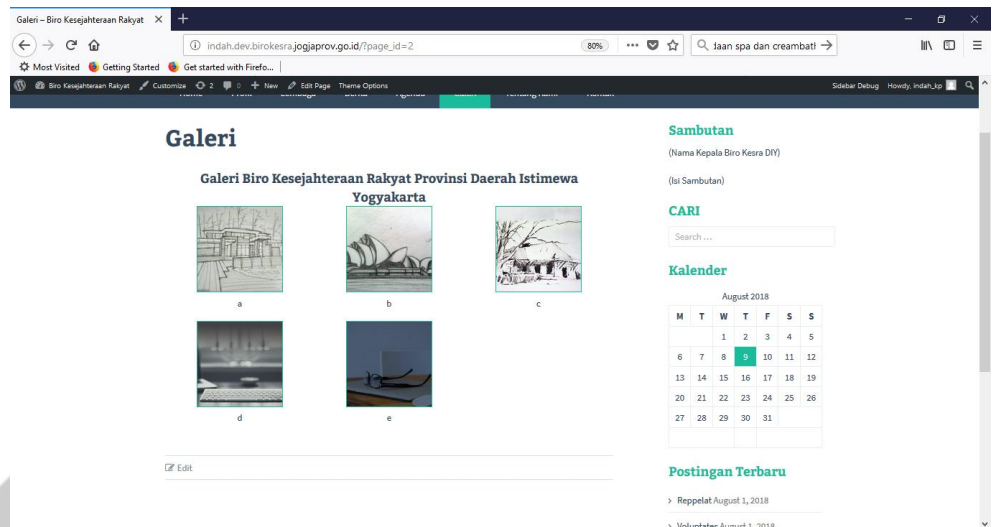 Galeri – Biro Kesejahteraan Rakyat
indah.dev.birokesra.jogjaprov.go.id/?page_id=2
80%
daan spa dan creambatl
Most Visited Getting Started Get started with Firefo...
Biro Kesejahteraan Rakyat Customize 2 0 New Edit Page Theme Options Sidebar Debug Howdy, indah_kp
Galeri
Galeri Biro Kesejahteraan Rakyat Provinsi Daerah Istimewa
Yogyakarta
a b c
d e
Edit
Sambutan
(Nama Kepala Biro Kesra DIY)
(Isi Sambutan)
CARI
Search ...
Kalender
August 2018
M T W T F S S
1 2 3 4 5
6 7 8 9 10 11 12
13 14 15 16 17 18 19
20 21 22 23 24 25 26
27 28 29 30 31
Postingan Terbaru
Reppelat August 1, 2018
Voluptates August 1, 2018